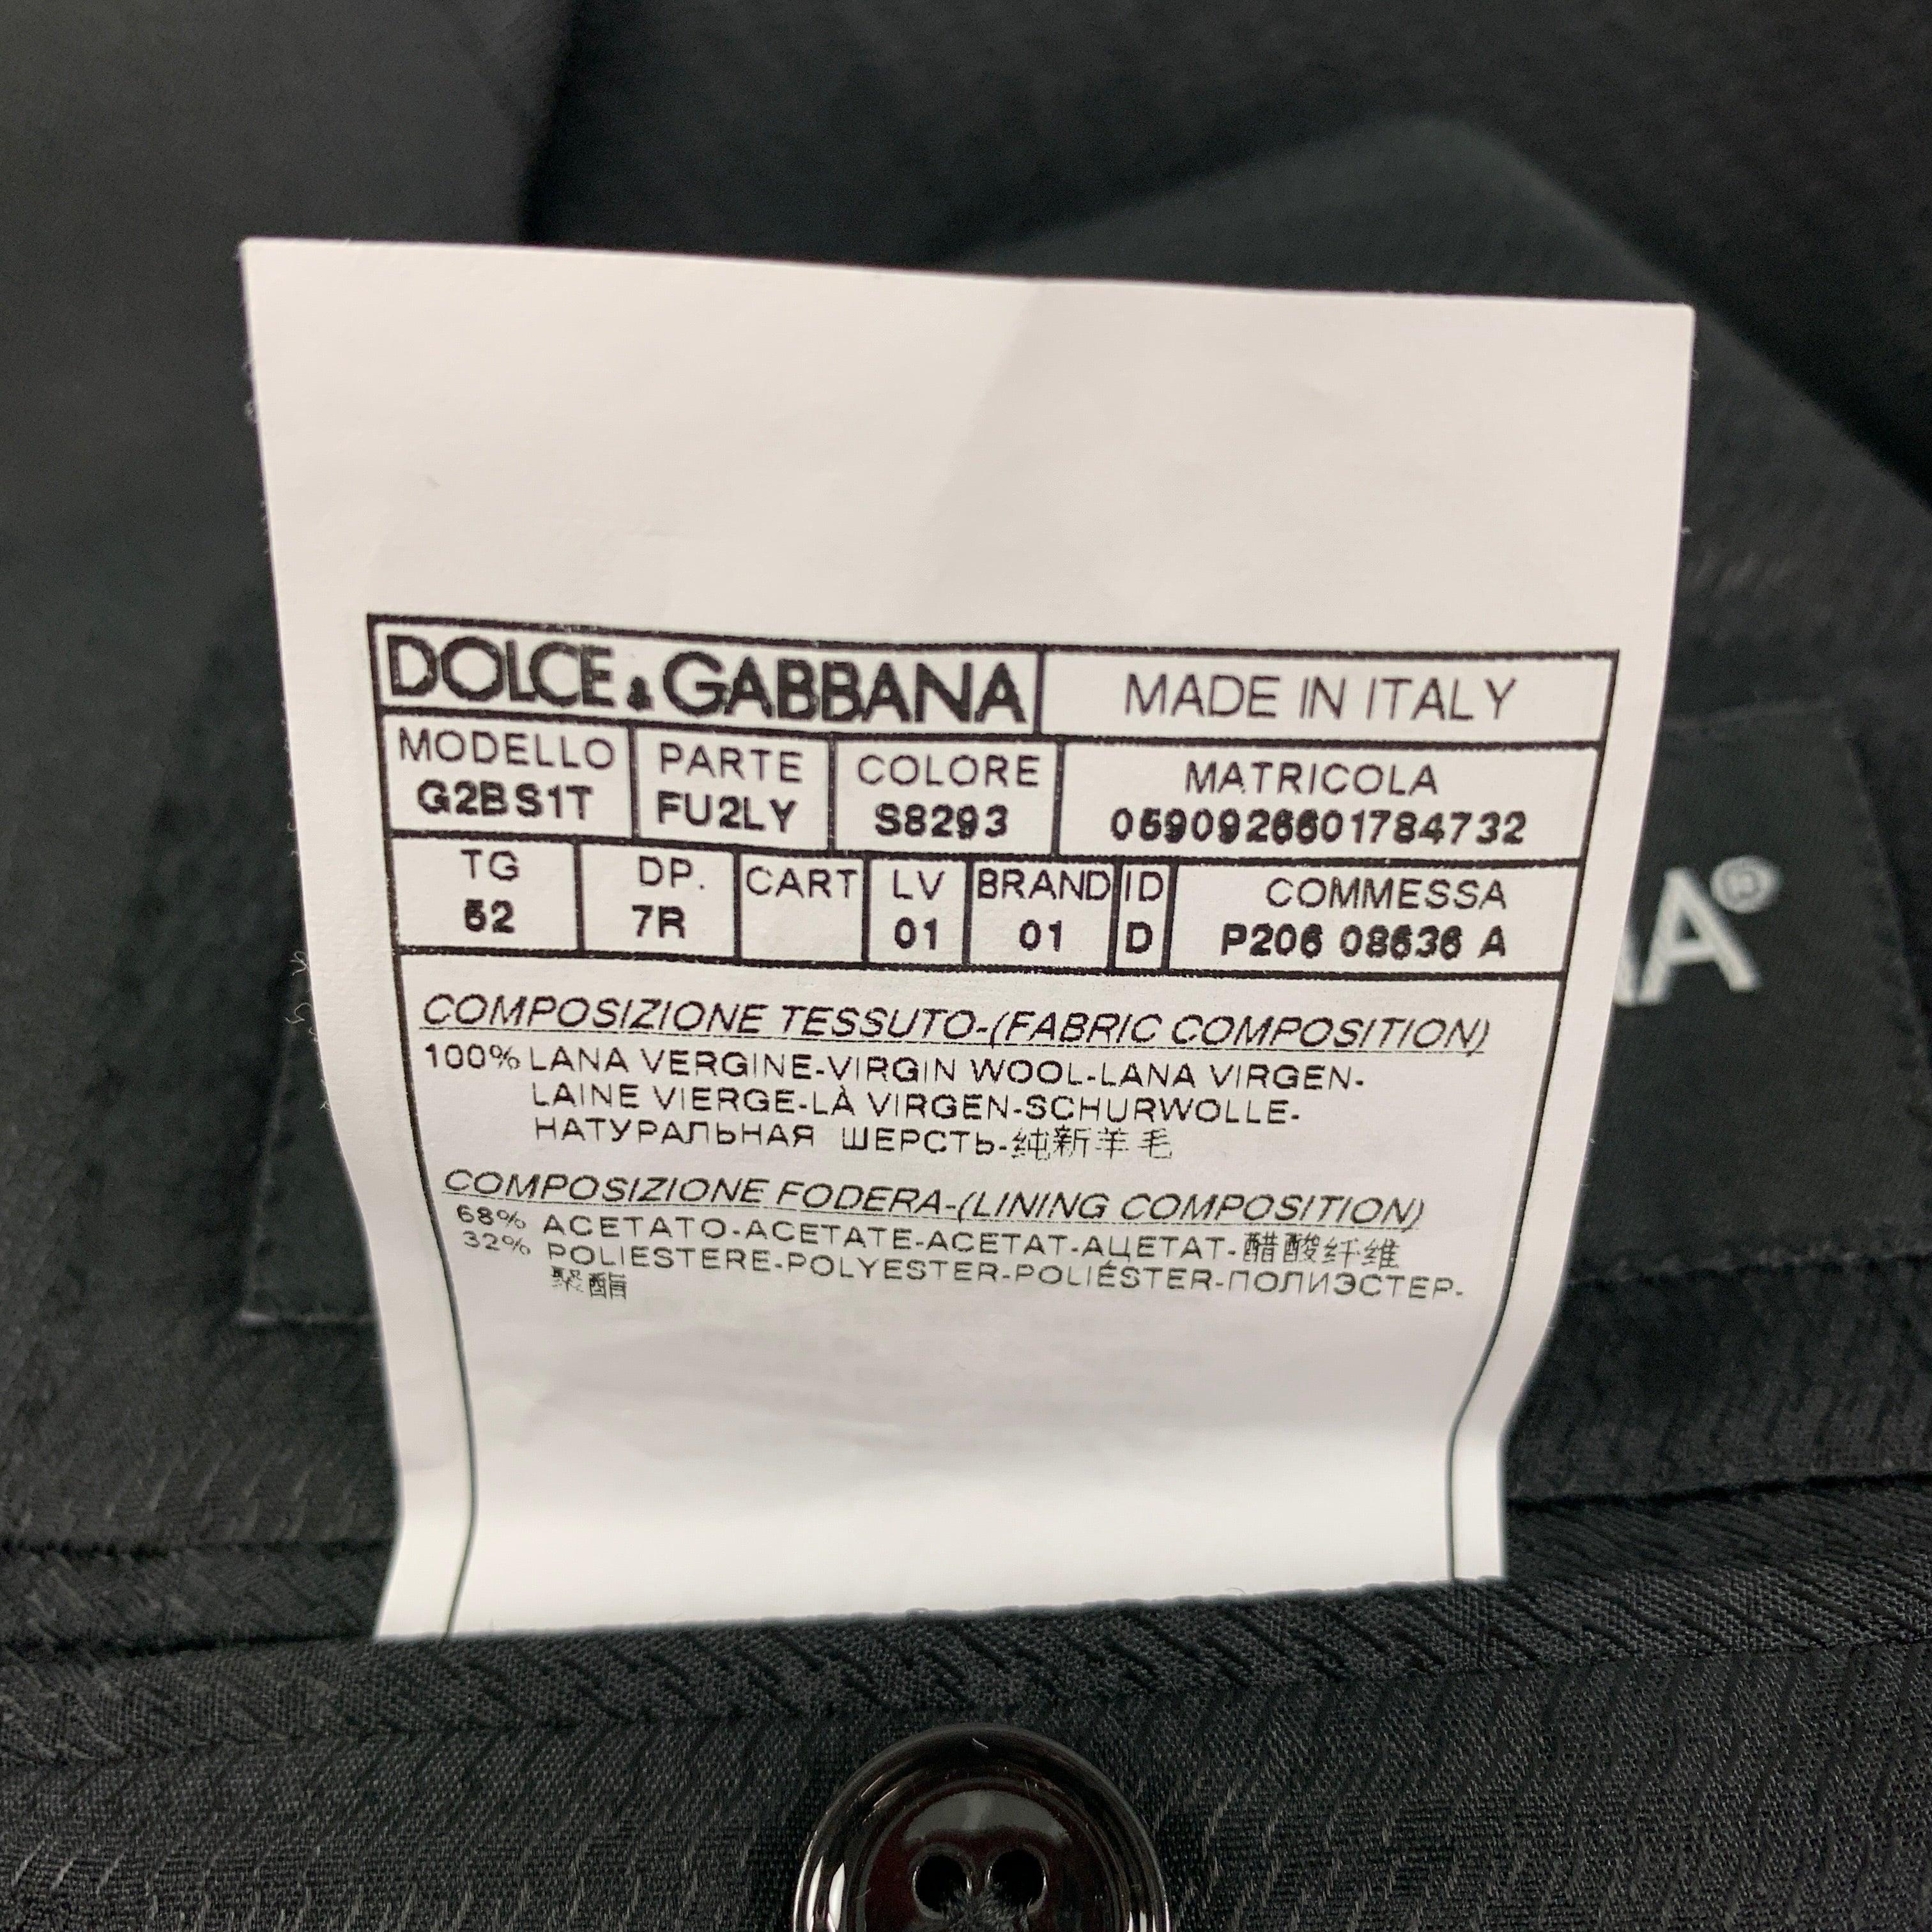 DOLCE & GABBANA MADE IN ITALY
MODELLO PARTE COLORE MATRICOLA
G2BS1T FU2LY S8293 0590926601784732
TG DP. CART LV BRAND ID COMMESSA
52 7R 01 01 D P206 08636 A
COMPOSIZIONE TESSUTO-(FABRIC COMPOSITION)
100% LANA VERGINE-VIRGIN WOOL-LANA VIRGEN-
LAINE VIERGE-LÀ VIRGEN-SCHURWOLLE-
НАТУРАЛЬНАЯ ШЕРСТЬ-纯新羊毛
COMPOSIZIONE FODERA-(LINING COMPOSITION)
68% ACETATO-ACETATE-ACETAT-АЦЕТАТ-醋酸纤维
32% POLIESTERE-POLYESTER-POLIÉSTER-ПОЛИЭСТЕР-
聚酯